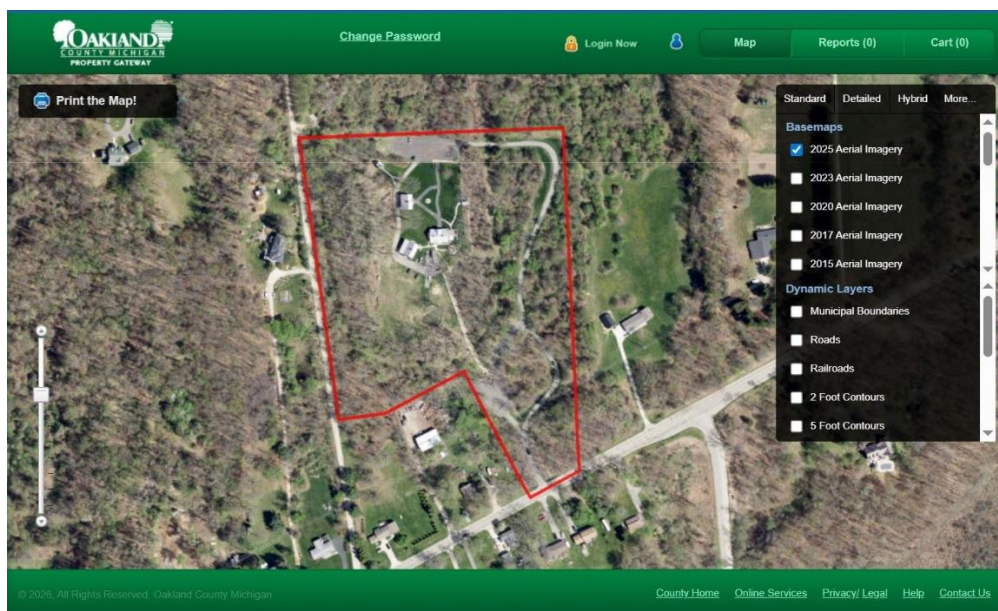 OAKLAND
COUNTY MICHIGAN
PROPERTY GATEWAY
Change Password
Login Now
Map
Reports (0)
Cart (0)
Print the Map!
Standard Detailed Hybrid More...
Basemaps
2025 Aerial Imagery
2023 Aerial Imagery
2020 Aerial Imagery
2017 Aerial Imagery
2015 Aerial Imagery
Dynamic Layers
Municipal Boundaries
Roads
Railroads
2 Foot Contours
5 Foot Contours
© 2026, All Rights Reserved, Oakland County Michigan
County Home Online Services Privacy/ Legal Help Contact Us